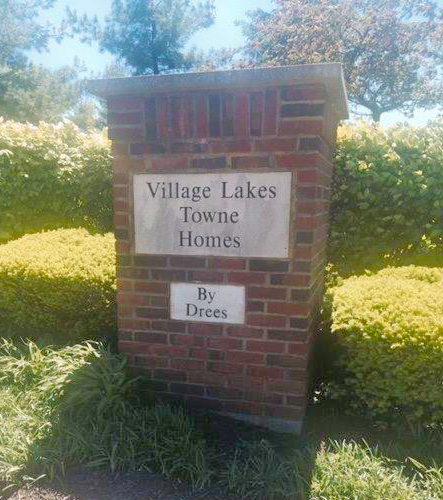 Village Lakes
Towne
Homes
By
Drees